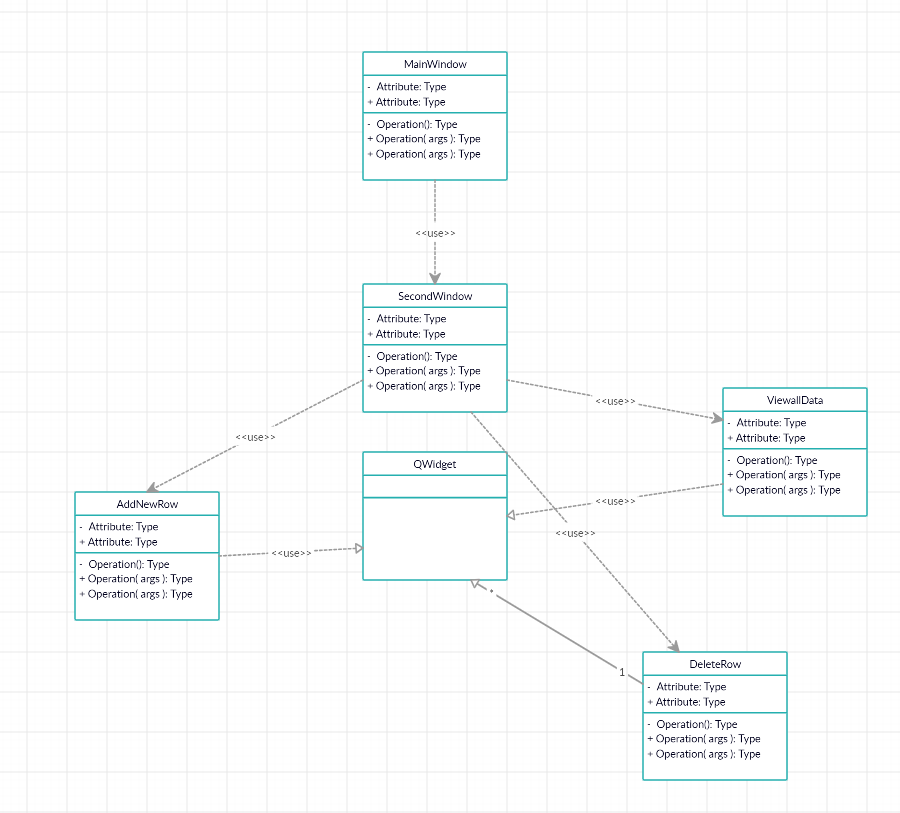 MainWindow
- Attribute: Type
+ Attribute: Type
- Operation(): Type
+ Operation( args ): Type
+ Operation( args ): Type
<<use>>
SecondWindow
- Attribute: Type
+ Attribute: Type
- Operation(): Type
+ Operation( args ): Type
+ Operation( args ): Type
<<use>>
<<use>>
ViewallData
- Attribute: Type
+ Attribute: Type
- Operation(): Type
+ Operation( args ): Type
+ Operation( args ): Type
QWidget
AddNewRow
- Attribute: Type
+ Attribute: Type
- Operation(): Type
+ Operation( args ): Type
+ Operation( args ): Type
<<use>>
<<use>>
<<use>>
*
1
DeleteRow
- Attribute: Type
+ Attribute: Type
- Operation(): Type
+ Operation( args ): Type
+ Operation( args ): Type